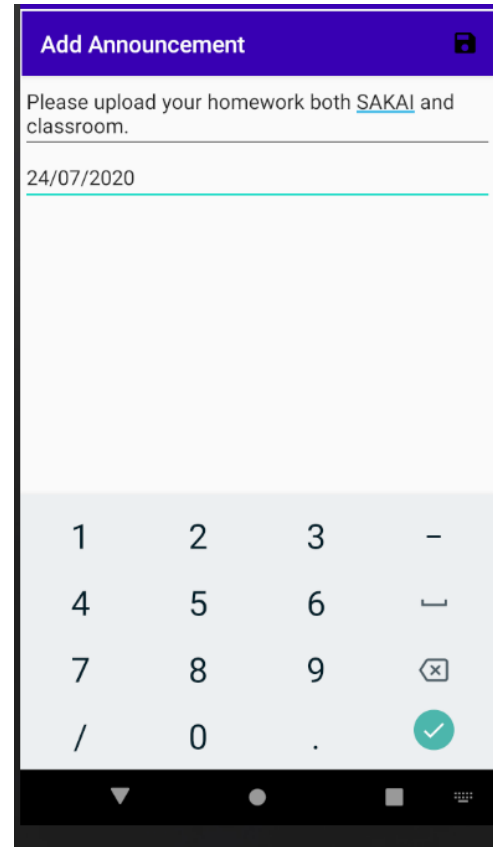 Add Announcement
Please upload your homework both SAKAI and
classroom.
24/07/2020
1 2 3 -
4 5 6
7 8 9
/ 0 .